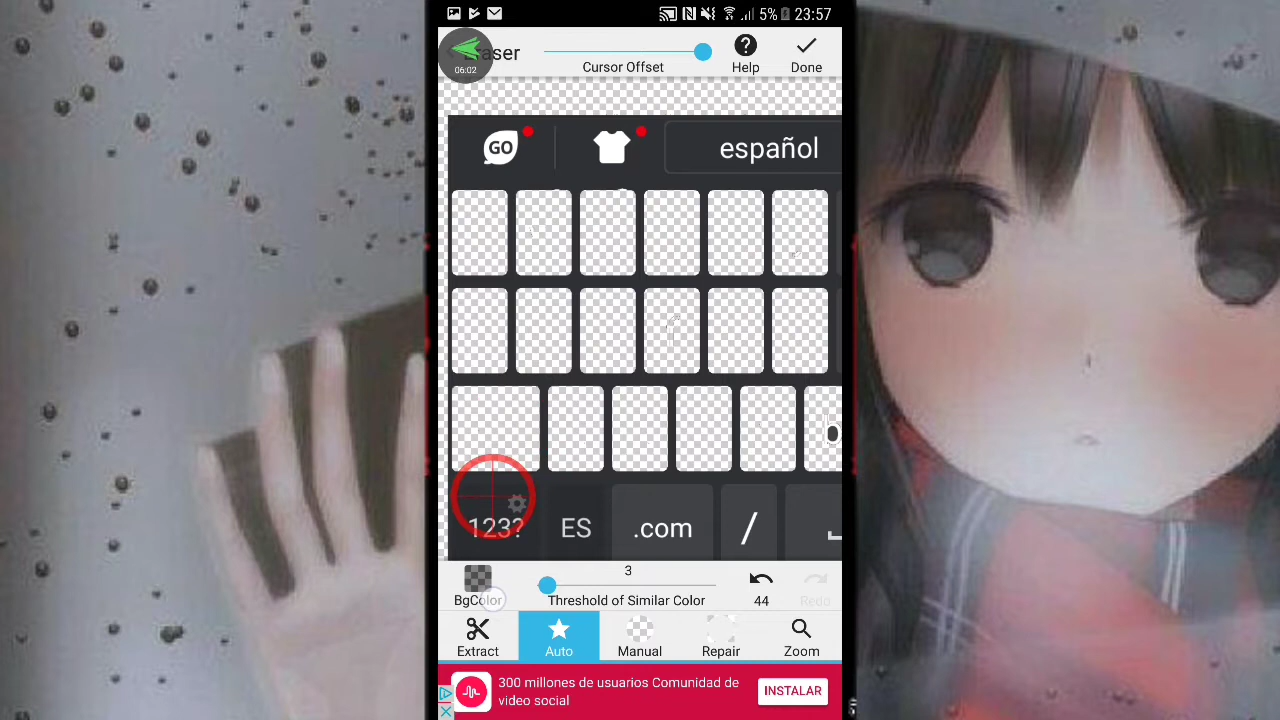 5% 23:57
Eraser
06:02
Cursor Offset
Help
Done
GO
español
123?
ES
.com
/
3
BgColor
Threshold of Similar Color
44
Redo
Extract
Auto
Manual
Repair
Zoom
300 millones de usuarios Comunidad de
video social
INSTALAR